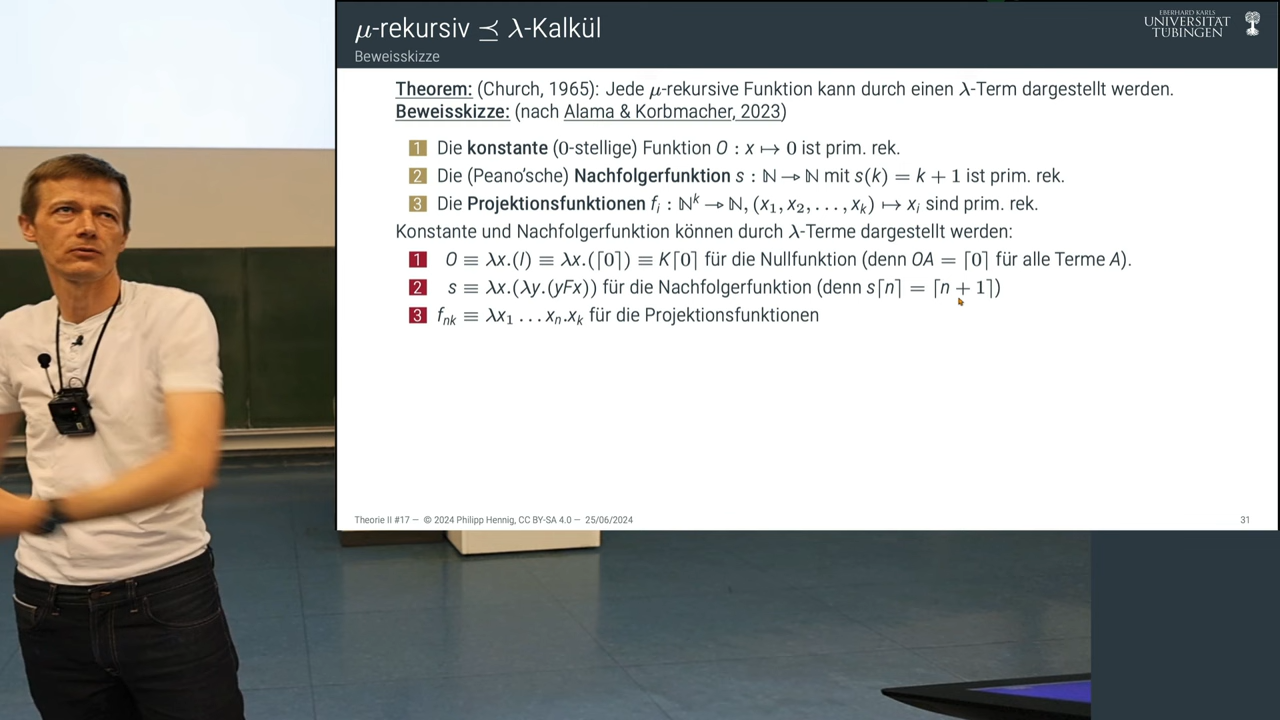 μ-rekursiv ⪯ λ-Kalkül
EBERHARD KARLS
UNIVERSITÄT
TÜBINGEN
Beweisskizze
Theorem: (Church, 1965): Jede μ-rekursive Funktion kann durch einen λ-Term dargestellt werden.
Beweisskizze: (nach Alama & Korbmacher, 2023)
1 Die konstante (0-stellige) Funktion O : x ↦ 0 ist prim. rek.
2 Die (Peano'sche) Nachfolgerfunktion s : ℕ → ℕ mit s(k) = k + 1 ist prim. rek.
3 Die Projektionsfunktionen fᵢ : ℕᵏ → ℕ, (x₁, x₂, . . . , xₖ) ↦ xᵢ sind prim. rek.
Konstante und Nachfolgerfunktion können durch λ-Terme dargestellt werden:
1 O ≡ λx.(I) ≡ λx.(⌈0⌉) ≡ K⌈0⌉ für die Nullfunktion (denn OA = ⌈0⌉ für alle Terme A).
2 s ≡ λx.(λy.(yFx)) für die Nachfolgerfunktion (denn s⌈n⌉ = ⌈n + 1⌉)
3 fₙₖ ≡ λx₁ . . . xₙ.xₖ für die Projektionsfunktionen
Theorie II #17 — © 2024 Philipp Hennig, CC BY-SA 4.0 — 25/06/2024
31